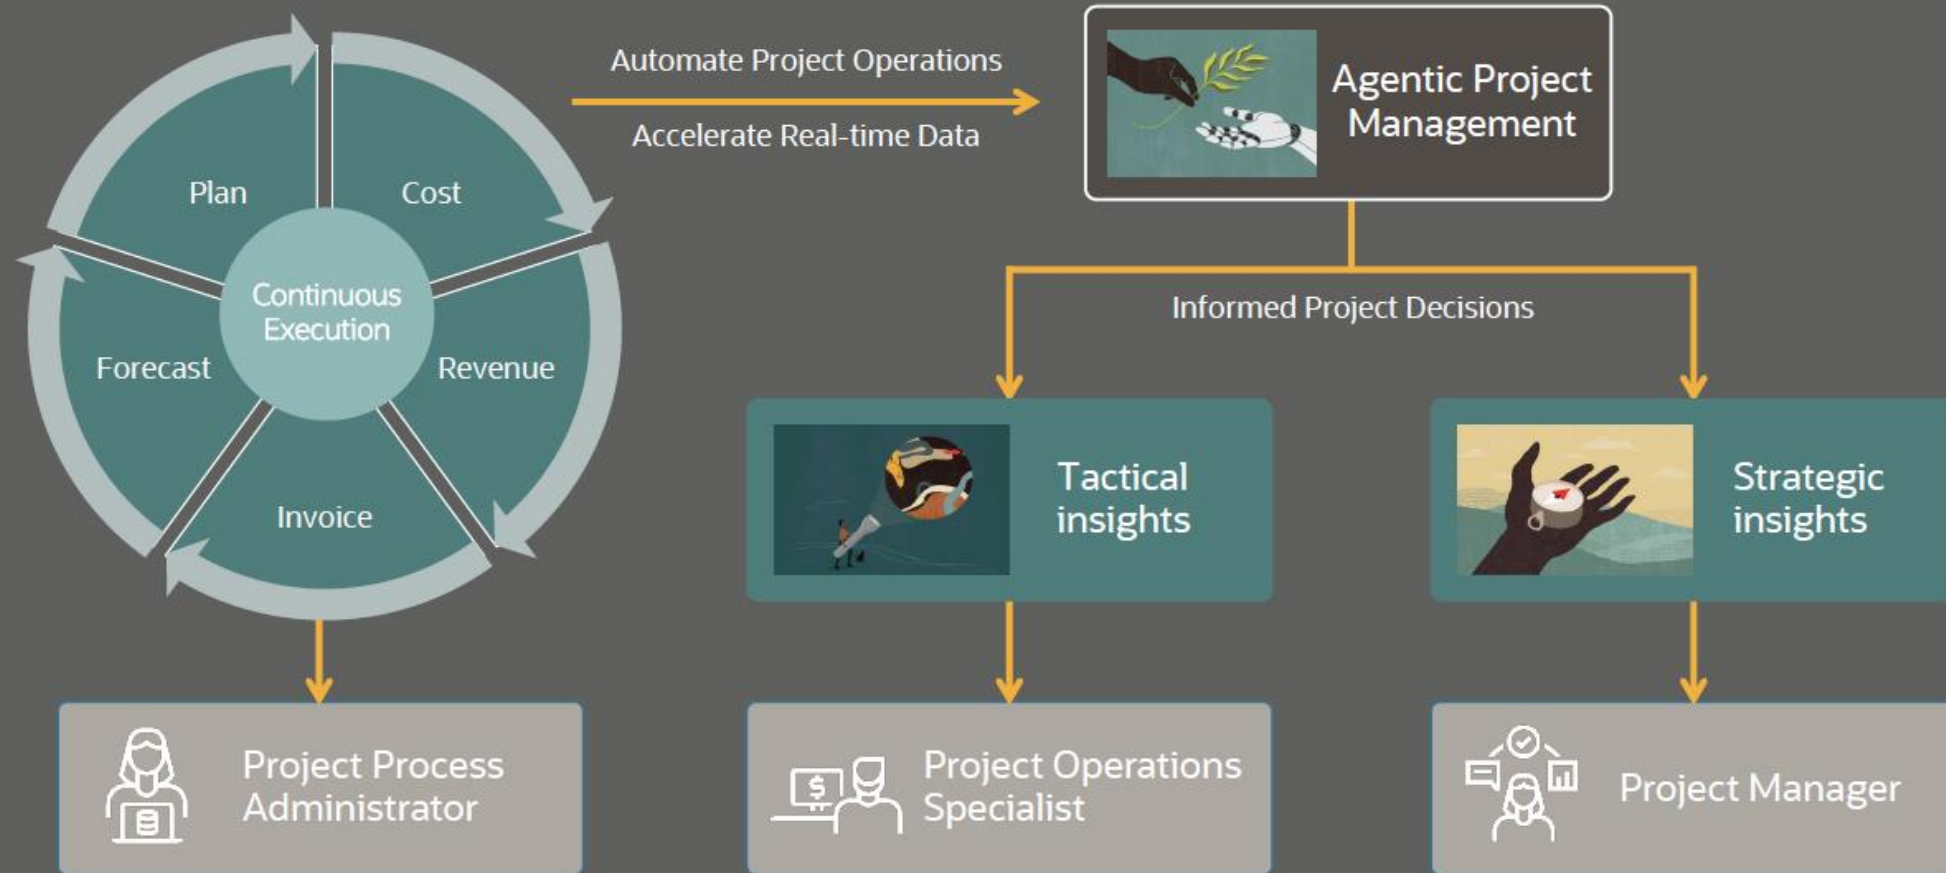 Automate Project Operations
Accelerate Real-time Data
Agentic Project
Management
Plan
Cost
Continuous
Execution
Forecast
Revenue
Invoice
Informed Project Decisions
Tactical
insights
Strategic
insights
Project Process
Administrator
$
Project Operations
Specialist
Project Manager